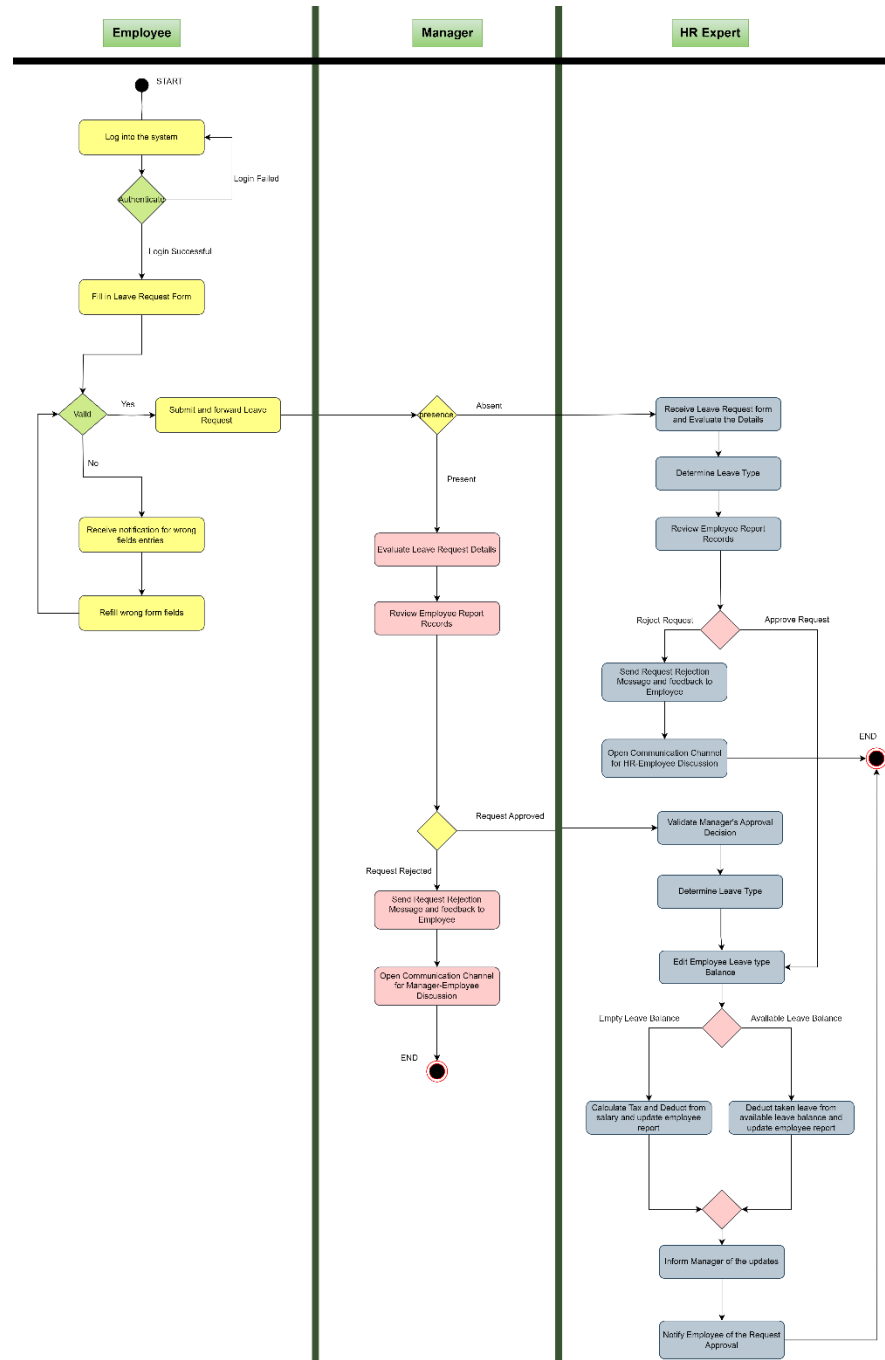 Employee
Manager
HR Expert
START
Log into the system
Login Failed
Authenticate
Login Successful
Fill in Leave Request Form
Valid
Yes
Submit and forward Leave
Request
presence
Absent
Receive Leave Request form
and Evaluate the Details
No
Present
Determine Leave Type
Receive notification for wrong
fields entries
Evaluate Leave Request Details
Review Employee Report
Records
Refill wrong form fields
Review Employee Report
Records
Reject Request
Approve Request
Send Request Rejection
Message and feedback to
Employee
END
Open Communication Channel
for HR-Employee Discussion
Request Approved
Validate Manager's Approval
Decision
Request Rejected
Send Request Rejection
Message and feedback to
Employee
Determine Leave Type
Open Communication Channel
for Manager-Employee
Discussion
Edit Employee Leave type
Balance
Empty Leave Balance
Available Leave Balance
END
Calculate Tax and Deduct from
salary and update employee
report
Deduct taken leave from
available leave balance and
update employee report
Inform Manager of the updates
Notify Employee of the Request
Approval